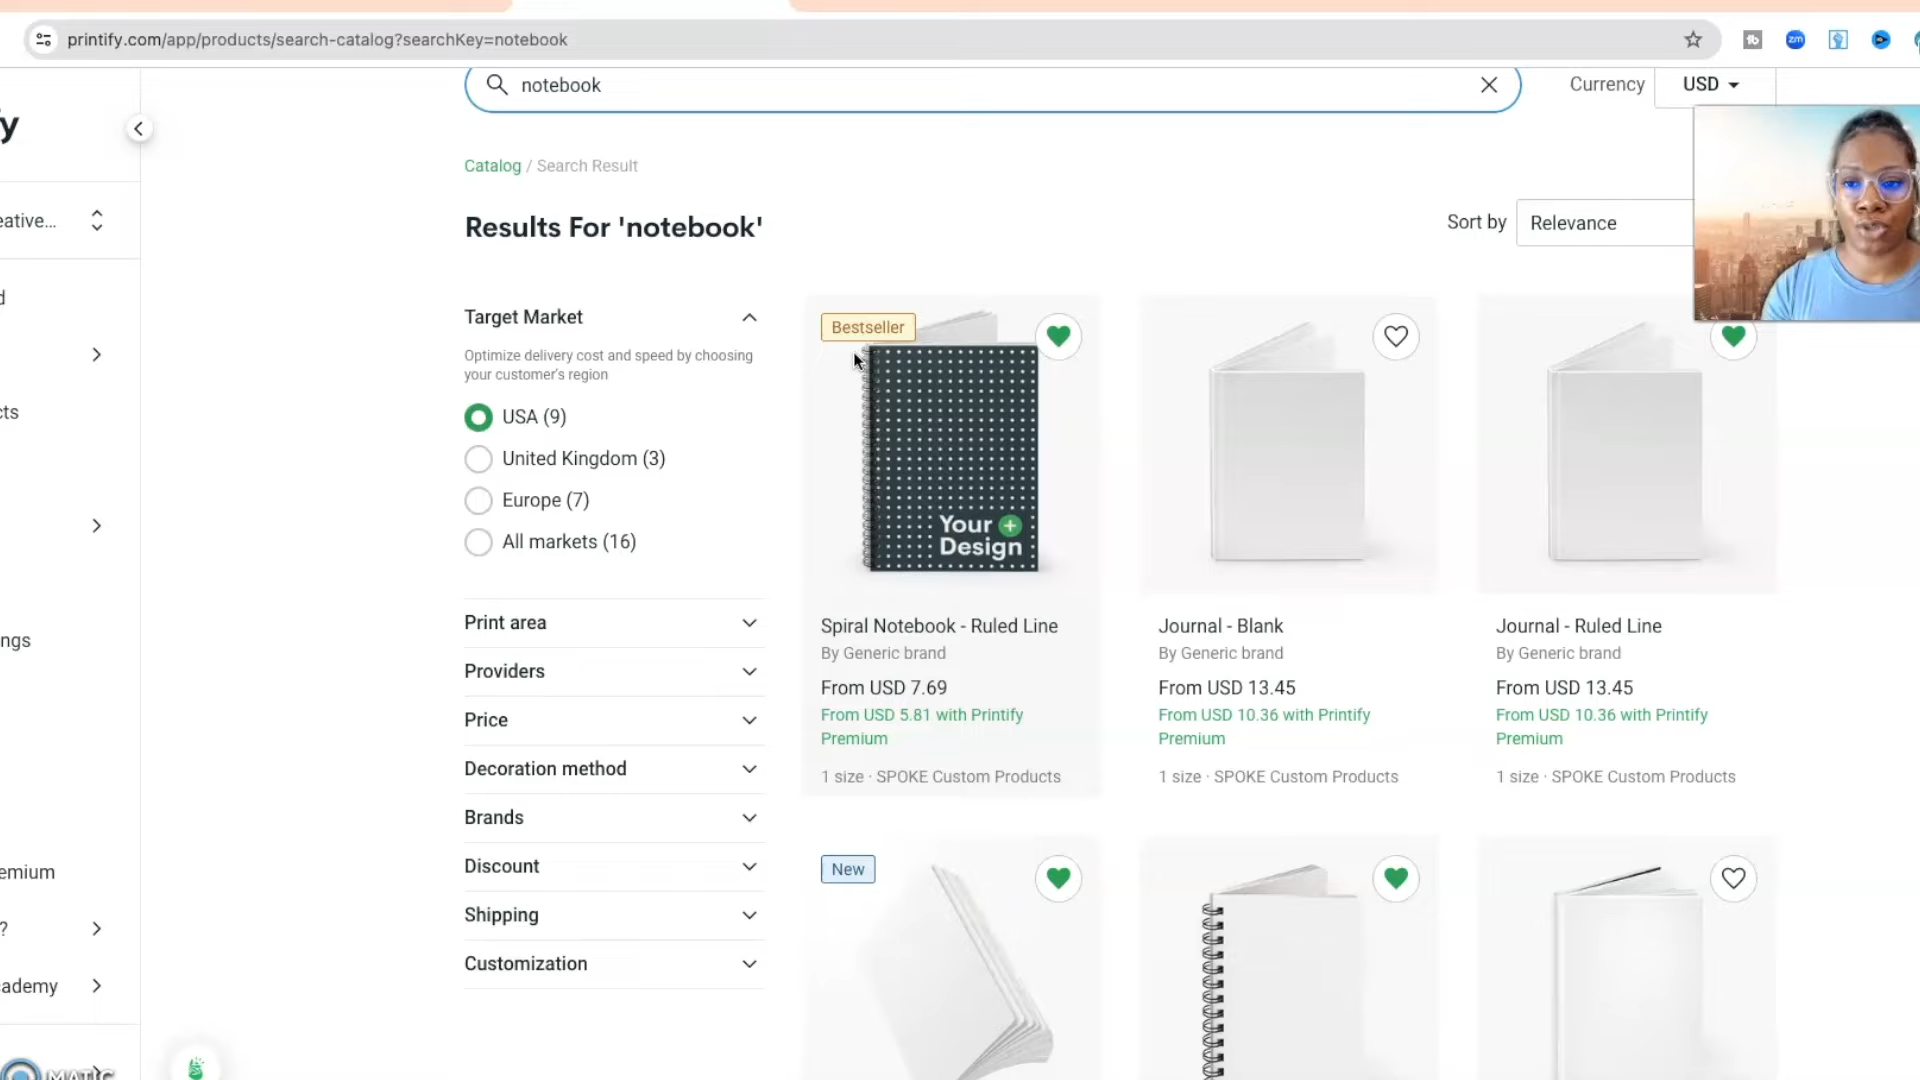 printify.com/app/products/search-catalog?searchKey=notebook
zm
notebook
Currency
USD
y
eative...
Catalog / Search Result
Results For 'notebook'
Sort by
Relevance
d
cts
ngs
emium
?
cademy
Target Market
Optimize delivery cost and speed by choosing
your customer's region
USA (9)
United Kingdom (3)
Europe (7)
All markets (16)
Print area
Providers
Price
Decoration method
Brands
Discount
Shipping
Customization
Bestseller
Your
Design
Spiral Notebook - Ruled Line
By Generic brand
From USD 7.69
From USD 5.81 with Printify
Premium
1 size · SPOKE Custom Products
Journal - Blank
By Generic brand
From USD 13.45
From USD 10.36 with Printify
Premium
1 size · SPOKE Custom Products
Journal - Ruled Line
By Generic brand
From USD 13.45
From USD 10.36 with Printify
Premium
1 size · SPOKE Custom Products
New